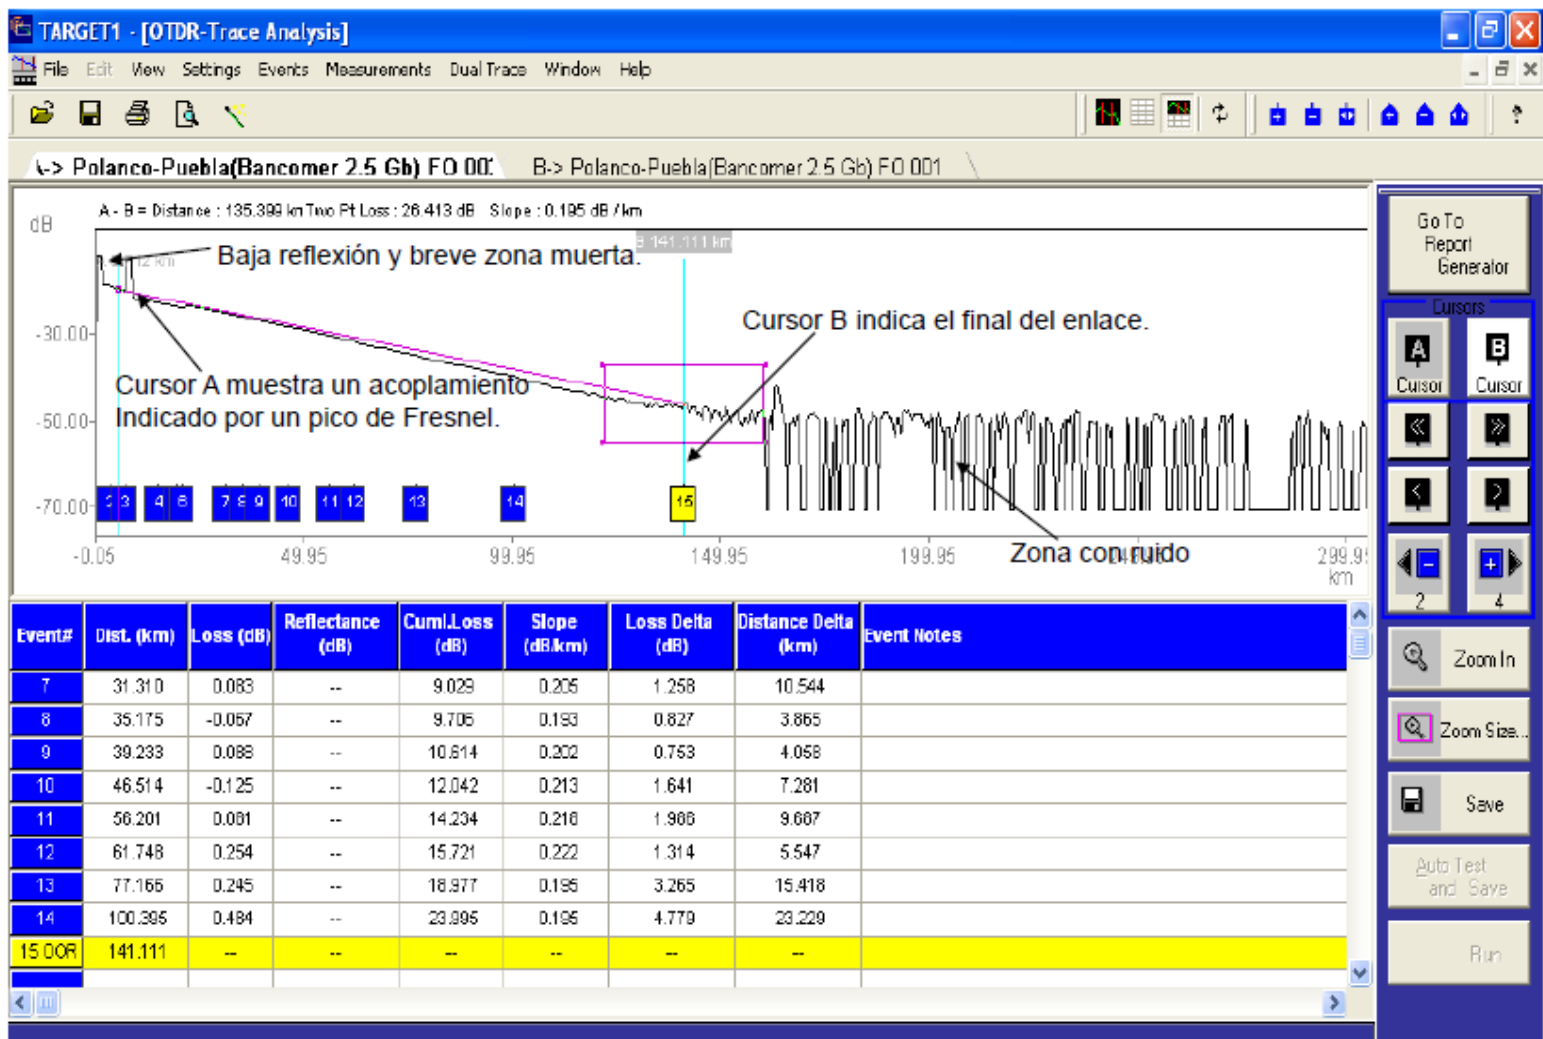 TARGET1 - [OTDR-Trace Analysis]
File Edit View Settings Events Measurements Dual Trace Window Help
-> Polanco-Puebla(Bancomer 2.5 Gb) FO 00 B-> Polanco-Puebla(Bancomer 2.5 Gb) FO 001
dB
A - B = Distance : 135.399 km Two Pt Loss : 26.413 dB Slope : 0.195 dB / km
B 141.111 km
Baja reflexión y breve zona muerta.
km
Cursor B indica el final del enlace.
-30.00
Cursor A muestra un acoplamiento
Indicado por un pico de Fresnel.
-50.00
-70.00
2 3 4 6 7 8 9 10 11 12 13 14 15
Zona con ruido
-0.05 49.95 99.95 149.95 199.95 249.95 299.9
km
Event# Dist. (km) Loss (dB) Reflectance (dB) Cuml.Loss (dB) Slope (dB/km) Loss Delta (dB) Distance Delta (km) Event Notes
7 31.310 0.083 -- 9.029 0.205 1.258 10.544
8 35.175 -0.067 -- 9.706 0.193 0.827 3.865
9 39.233 0.088 -- 10.614 0.202 0.753 4.058
10 46.514 -0.125 -- 12.042 0.213 1.641 7.281
11 56.201 0.081 -- 14.234 0.218 1.986 9.687
12 61.748 0.254 -- 15.721 0.222 1.314 5.547
13 77.166 0.245 -- 18.977 0.195 3.265 15.418
14 100.395 0.484 -- 23.995 0.195 4.779 23.229
15 OOR 141.111 -- -- -- -- -- --
Go To
Report
Generator
Cursors
A B
Cursor Cursor
2 4
Zoom In
Zoom Size...
Save
Auto Test
and Save
Run